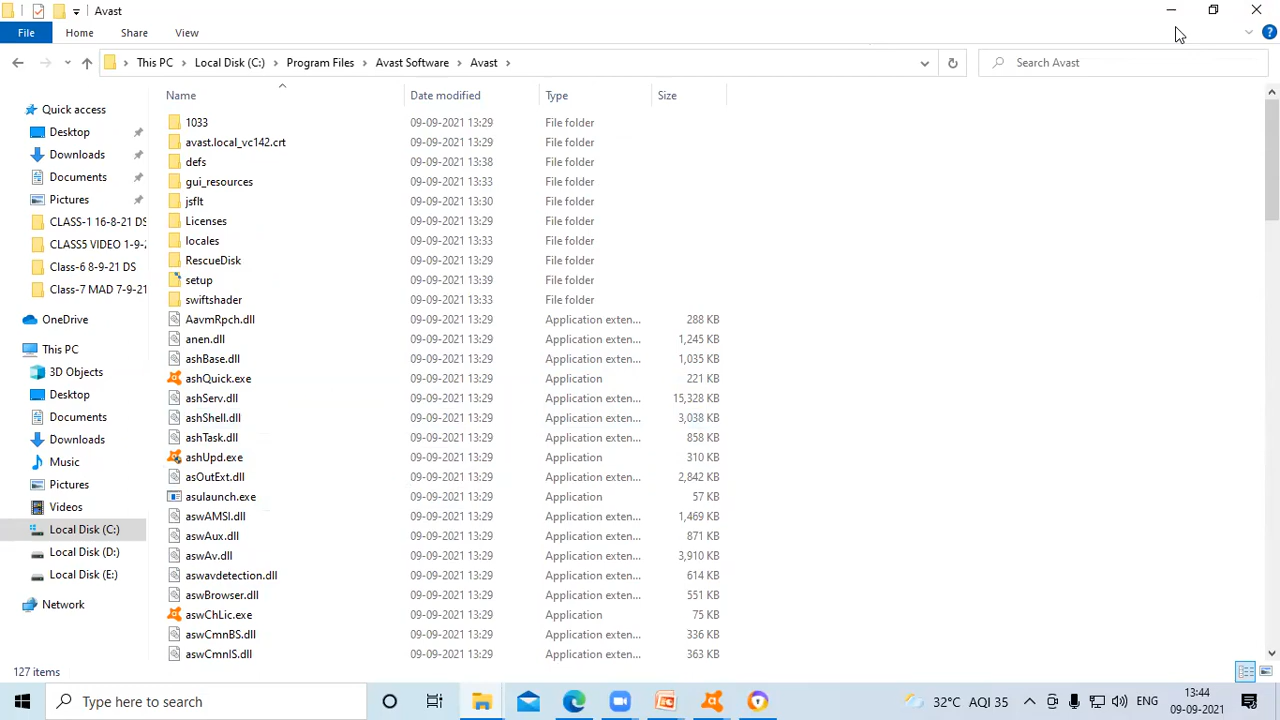 Avast
File Home Share View
This PC Local Disk (C:) Program Files Avast Software Avast Search Avast
Name Date modified Type Size
Quick access
Desktop
Downloads
Documents
Pictures
CLASS-1 16-8-21 DS
CLASS5 VIDEO 1-9-2
Class-6 8-9-21 DS
Class-7 MAD 7-9-21
OneDrive
This PC
3D Objects
Desktop
Documents
Downloads
Music
Pictures
Videos
Local Disk (C:)
Local Disk (D:)
Local Disk (E:)
Network
1033 09-09-2021 13:29 File folder
avast.local_vc142.crt 09-09-2021 13:29 File folder
defs 09-09-2021 13:38 File folder
gui_resources 09-09-2021 13:33 File folder
jsflt 09-09-2021 13:30 File folder
Licenses 09-09-2021 13:29 File folder
locales 09-09-2021 13:33 File folder
RescueDisk 09-09-2021 13:29 File folder
setup 09-09-2021 13:39 File folder
swiftshader 09-09-2021 13:33 File folder
AavmRpch.dll 09-09-2021 13:29 Application exten... 288 KB
anen.dll 09-09-2021 13:29 Application exten... 1,245 KB
ashBase.dll 09-09-2021 13:29 Application exten... 1,035 KB
ashQuick.exe 09-09-2021 13:29 Application 221 KB
ashServ.dll 09-09-2021 13:29 Application exten... 15,328 KB
ashShell.dll 09-09-2021 13:29 Application exten... 3,038 KB
ashTask.dll 09-09-2021 13:29 Application exten... 858 KB
ashUpd.exe 09-09-2021 13:29 Application 310 KB
asOutExt.dll 09-09-2021 13:29 Application exten... 2,842 KB
asulaunch.exe 09-09-2021 13:29 Application 57 KB
aswAMSI.dll 09-09-2021 13:29 Application exten... 1,469 KB
aswAux.dll 09-09-2021 13:29 Application exten... 871 KB
aswAv.dll 09-09-2021 13:29 Application exten... 3,910 KB
aswavdetection.dll 09-09-2021 13:29 Application exten... 614 KB
aswBrowser.dll 09-09-2021 13:29 Application exten... 551 KB
aswChLic.exe 09-09-2021 13:29 Application 75 KB
aswCmnBS.dll 09-09-2021 13:29 Application exten... 336 KB
aswCmnIS.dll 09-09-2021 13:29 Application exten... 363 KB
127 items
Type here to search 32°C AQI 35 ENG 13:44
09-09-2021